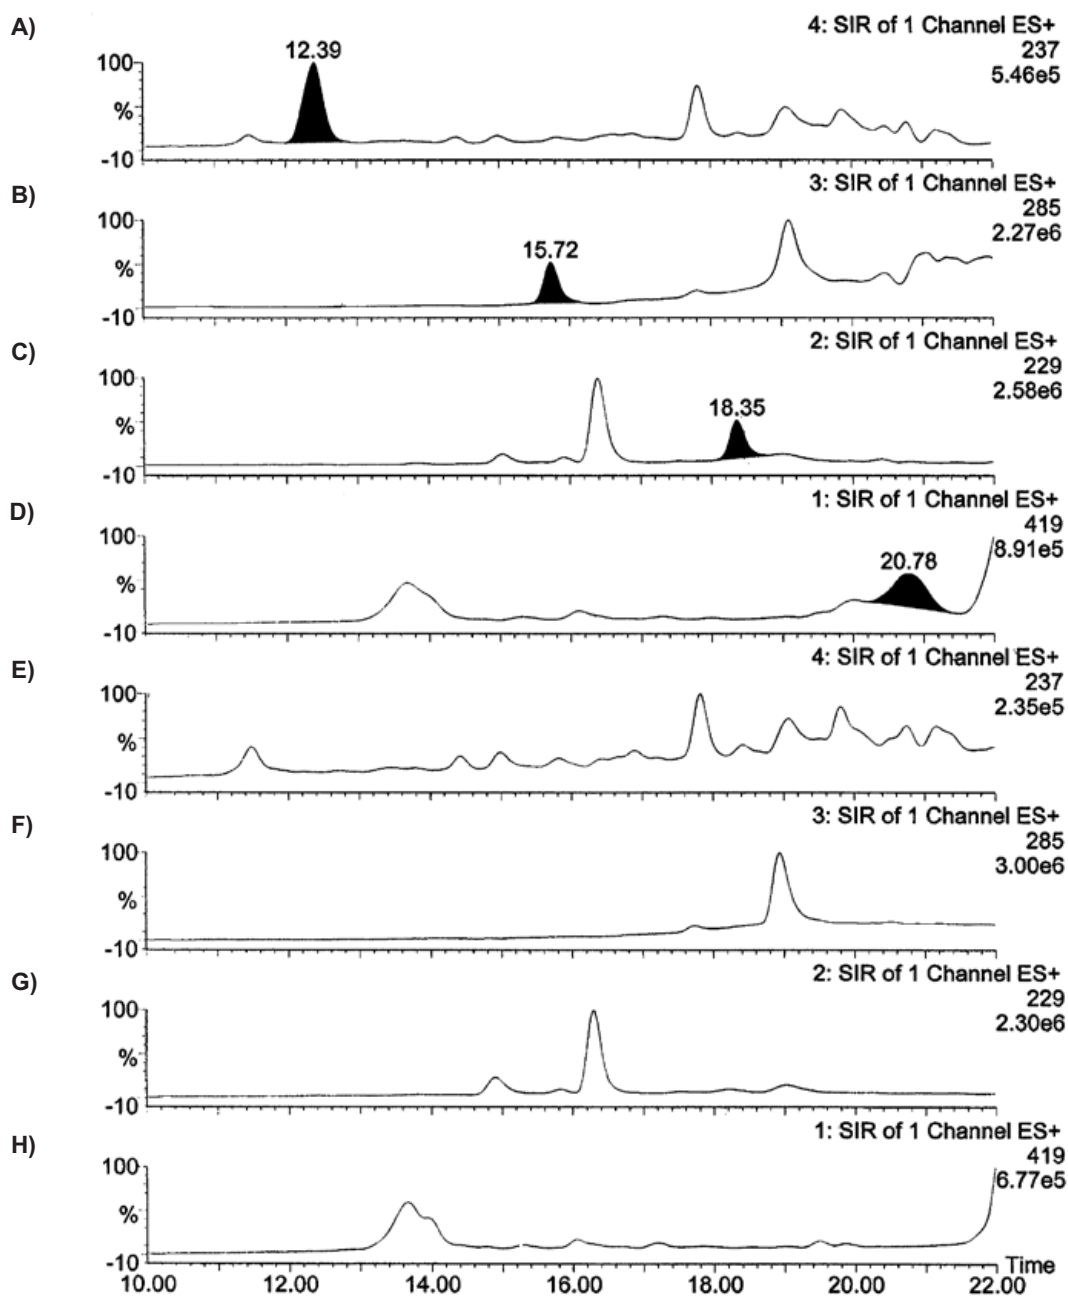 A)
4: SIR of 1 Channel ES+
237
5.46e5
12.39
100
%
-10
B)
3: SIR of 1 Channel ES+
285
2.27e6
15.72
100
%
-10
C)
2: SIR of 1 Channel ES+
229
2.58e6
18.35
100
%
-10
D)
1: SIR of 1 Channel ES+
419
8.91e5
20.78
100
%
-10
E)
4: SIR of 1 Channel ES+
237
2.35e5
100
%
-10
F)
3: SIR of 1 Channel ES+
285
3.00e6
100
%
-10
G)
2: SIR of 1 Channel ES+
229
2.30e6
100
%
-10
H)
1: SIR of 1 Channel ES+
419
6.77e5
100
%
-10
Time
10.00 12.00 14.00 16.00 18.00 20.00 22.00